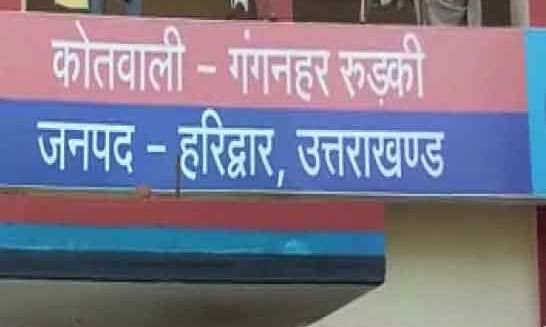 कोतवाली - गंगनहर रुड़की
जनपद - हरिद्वार, उत्तराखण्ड